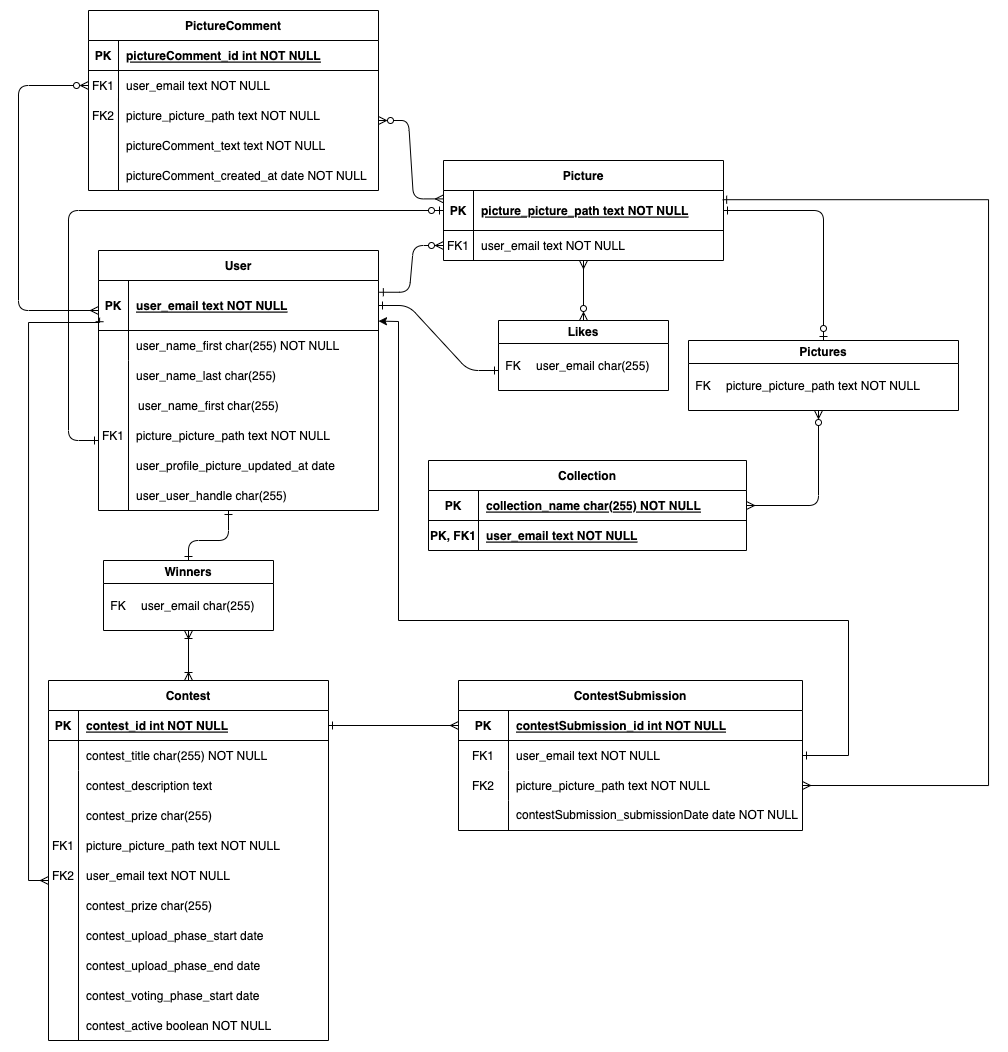 PictureComment
PK pictureComment_id int NOT NULL
FK1 user_email text NOT NULL
FK2 picture_picture_path text NOT NULL
pictureComment_text text NOT NULL
pictureComment_created_at date NOT NULL
Picture
PK picture_picture_path text NOT NULL
FK1 user_email text NOT NULL
User
PK user_email text NOT NULL
user_name_first char(255) NOT NULL
user_name_last char(255)
user_name_first char(255)
FK1 picture_picture_path text NOT NULL
user_profile_picture_updated_at date
user_user_handle char(255)
Likes
FK user_email char(255)
Pictures
FK picture_picture_path text NOT NULL
Collection
PK collection_name char(255) NOT NULL
PK, FK1 user_email text NOT NULL
Winners
FK user_email char(255)
Contest
PK contest_id int NOT NULL
contest_title char(255) NOT NULL
contest_description text
contest_prize char(255)
FK1 picture_picture_path text NOT NULL
FK2 user_email text NOT NULL
contest_prize char(255)
contest_upload_phase_start date
contest_upload_phase_end date
contest_voting_phase_start date
contest_active boolean NOT NULL
ContestSubmission
PK contestSubmission_id int NOT NULL
FK1 user_email text NOT NULL
FK2 picture_picture_path text NOT NULL
contestSubmission_submissionDate date NOT NULL